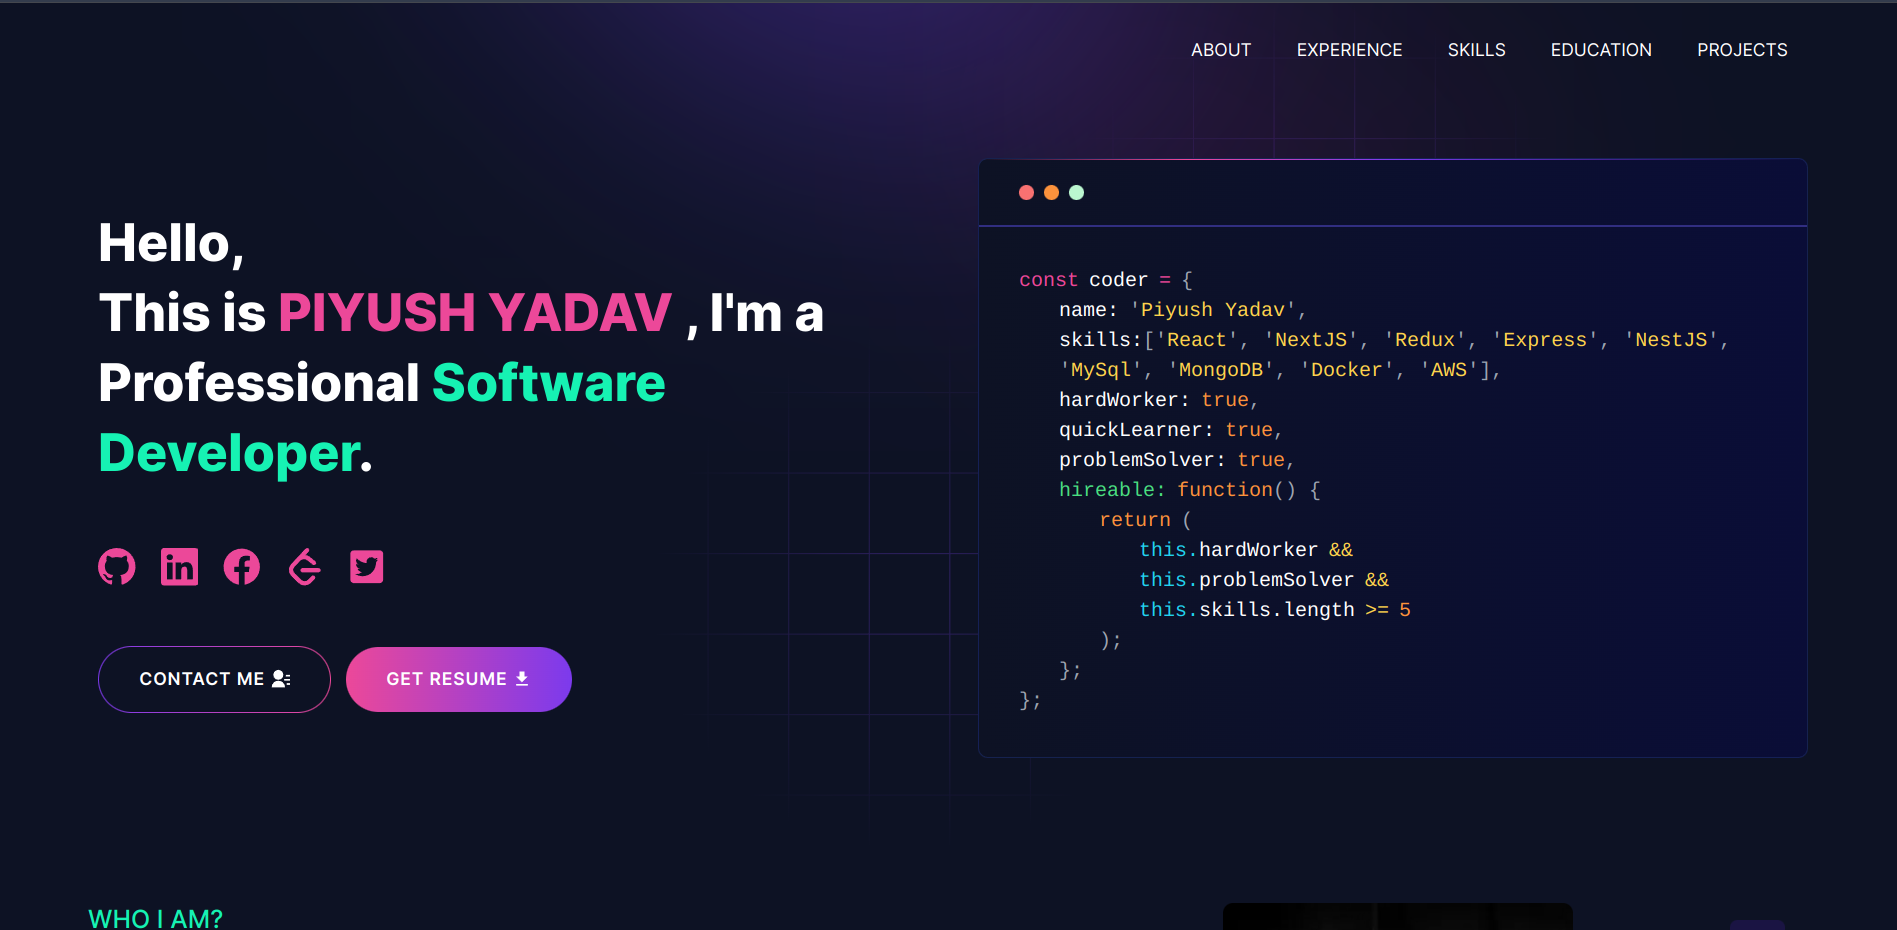 ABOUT EXPERIENCE SKILLS EDUCATION PROJECTS
Hello,
This is PIYUSH YADAV , I'm a
Professional Software
Developer.
CONTACT ME GET RESUME
const coder = {
name: 'Piyush Yadav',
skills:['React', 'NextJS', 'Redux', 'Express', 'NestJS',
'MySql', 'MongoDB', 'Docker', 'AWS'],
hardWorker: true,
quickLearner: true,
problemSolver: true,
hireable: function() {
return (
this.hardWorker &&
this.problemSolver &&
this.skills.length >= 5
);
};
};
WHO I AM?